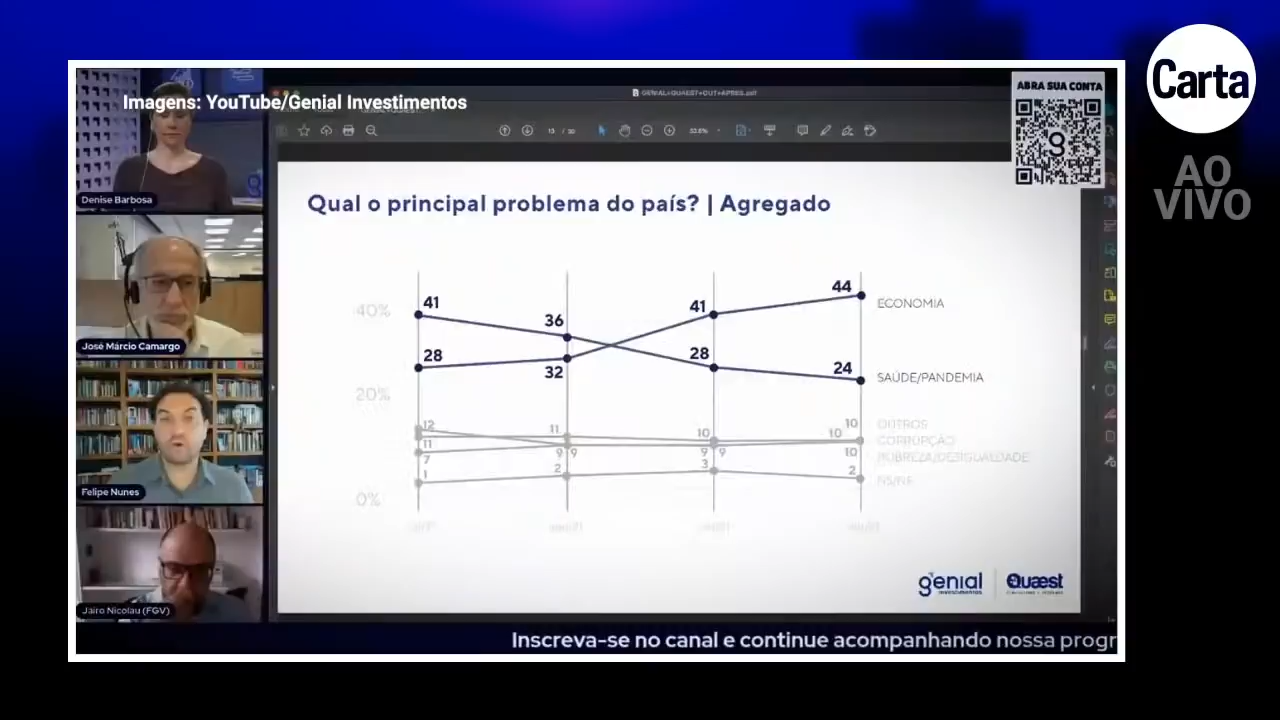 Imagens: YouTube/Genial Investimentos
ABRA SUA CONTA
Carta
AO
VIVO
Denise Barbosa
José Márcio Camargo
Felipe Nunes
Jairo Nicolau (FGV)
Qual o principal problema do país? | Agregado
40%
20%
0%
41
36
41
44
28
32
28
24
12
11
7
1
11
9
9
2
10
9
9
3
10
10
10
2
ECONOMIA
SAÚDE/PANDEMIA
OUTROS
CORRUPÇÃO
POBREZA/DESIGUALDADE
NS/NR
genial
investimentos
Quaest
Inscreva-se no canal e continue acompanhando nossa progr